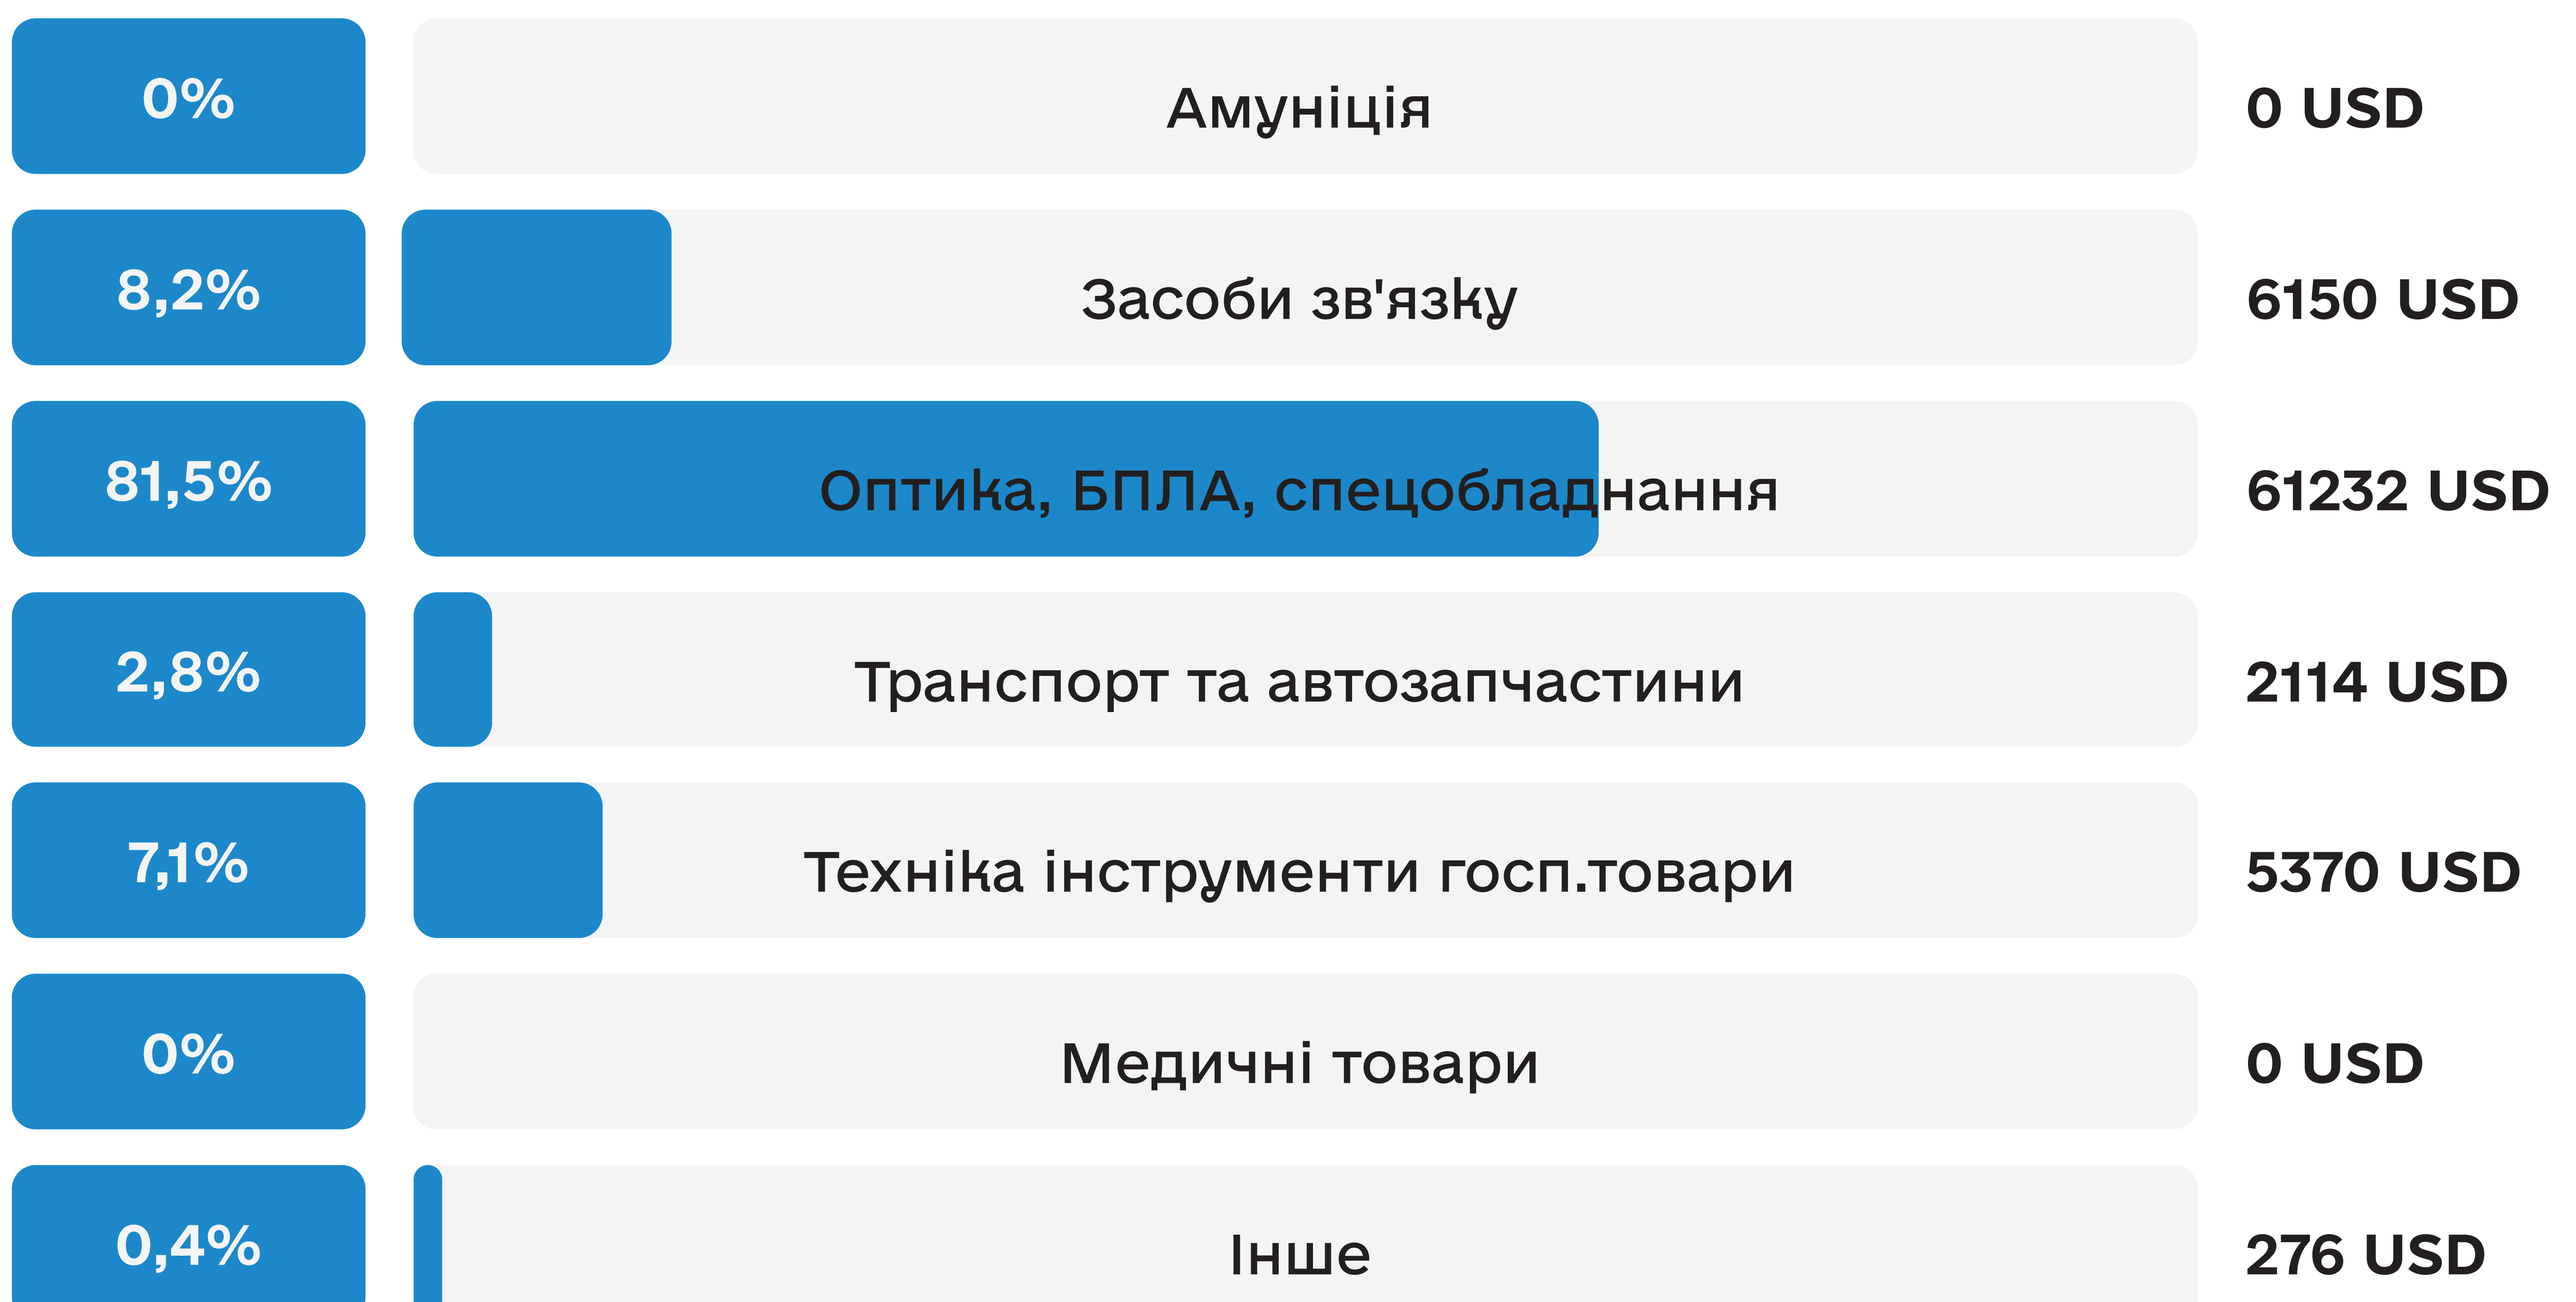 0% Амуніція 0 USD
8,2% Засоби зв'язку 6150 USD
81,5% Оптика, БПЛА, спецобладнання 61232 USD
2,8% Транспорт та автозапчастини 2114 USD
7,1% Техніка інструменти госп.товари 5370 USD
0% Медичні товари 0 USD
0,4% Інше 276 USD